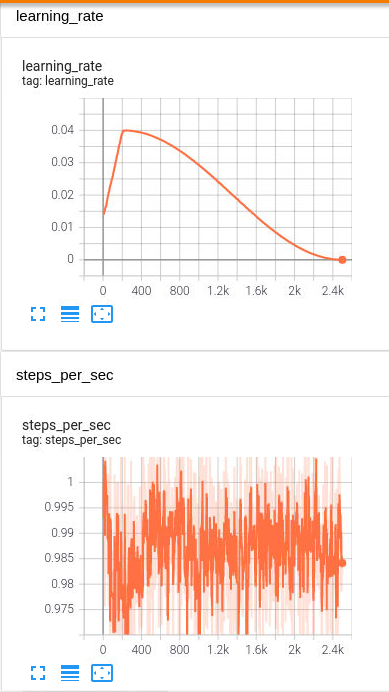 learning_rate
learning_rate
tag: learning_rate
0.04
0.03
0.02
0.01
0
0 400 800 1.2k 1.6k 2k 2.4k
steps_per_sec
steps_per_sec
tag: steps_per_sec
1
0.995
0.99
0.985
0.98
0.975
0 400 800 1.2k 1.6k 2k 2.4k